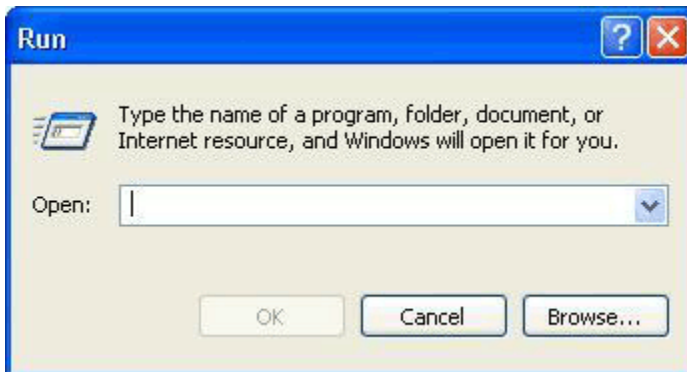 Run
?
Type the name of a program, folder, document, or
Internet resource, and Windows will open it for you.
Open:
OK Cancel Browse...